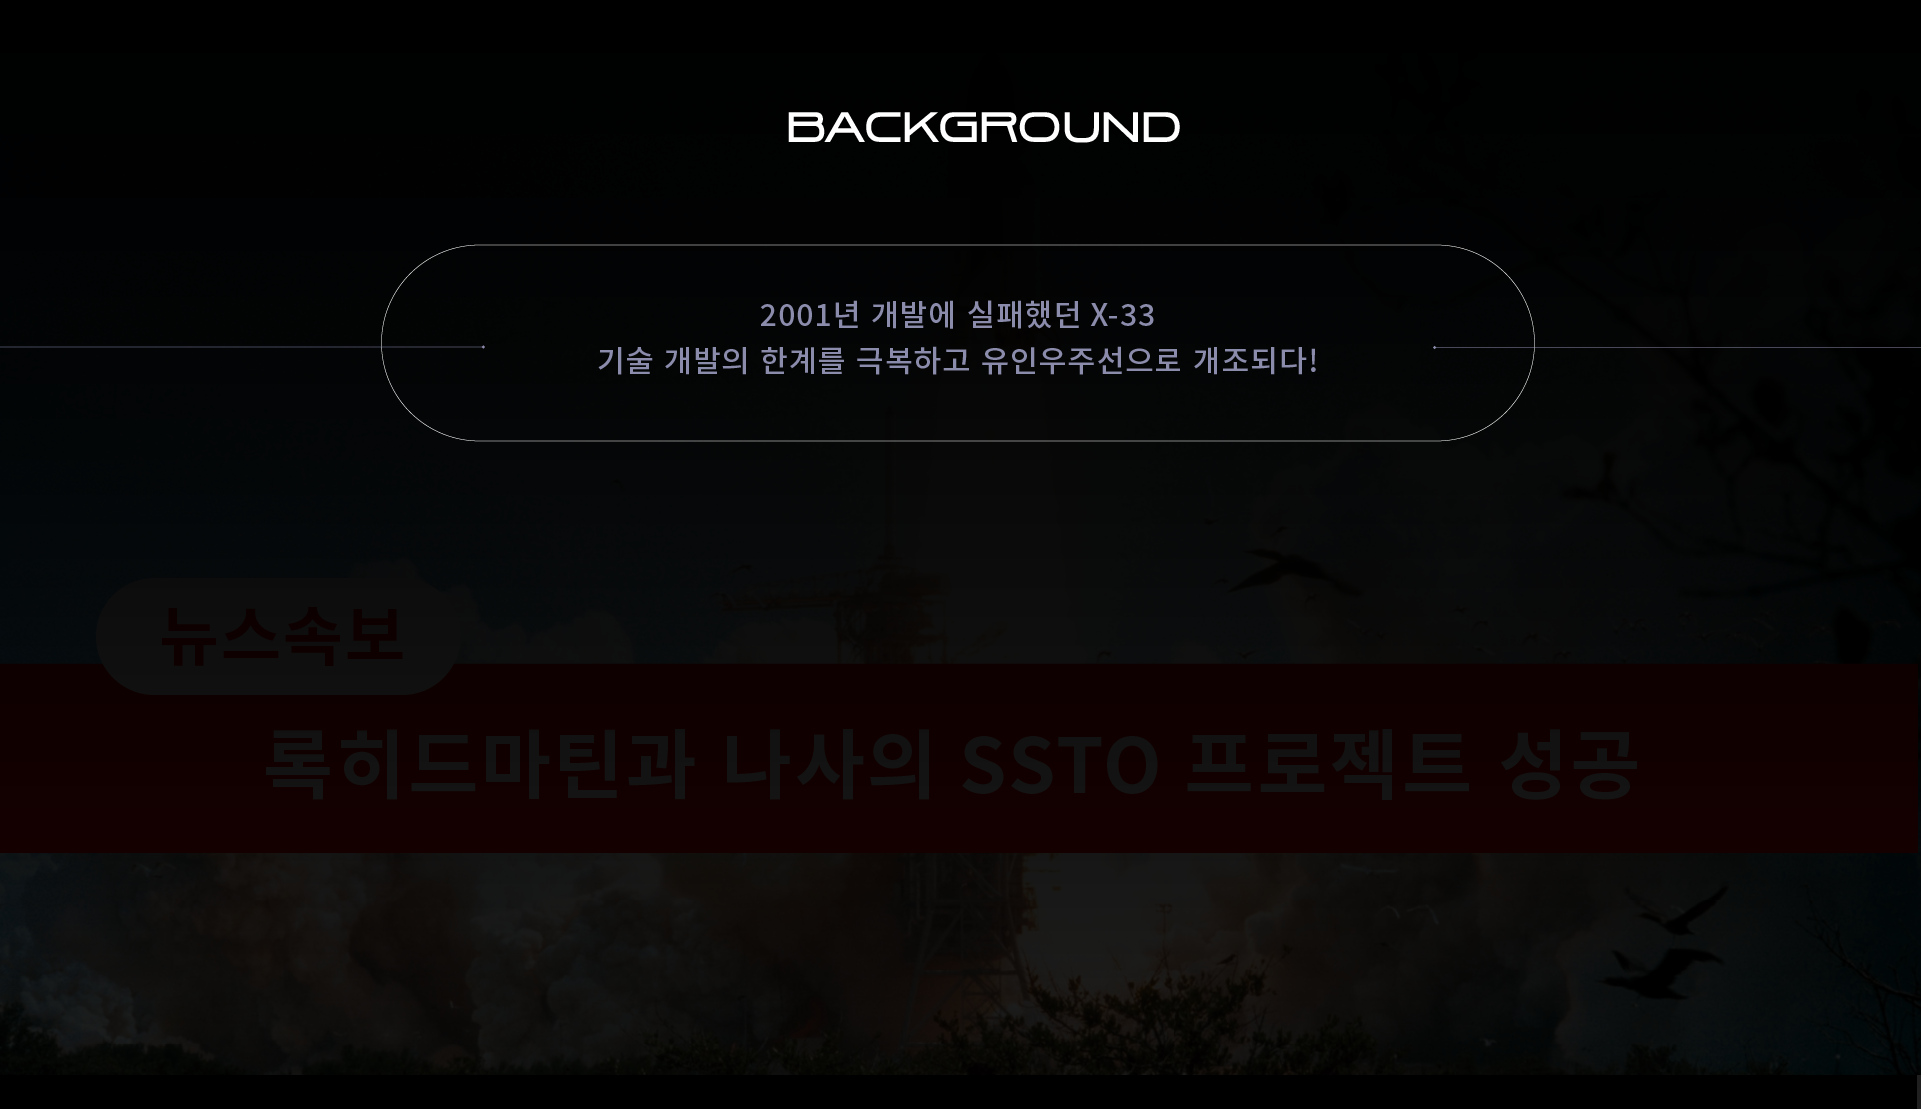 BACKGROUND
2001년 개발에 실패했던 X-33
기술 개발의 한계를 극복하고 유인우주선으로 개조되다!
뉴스속보
록히드마틴과 나사의 SSTO 프로젝트 성공